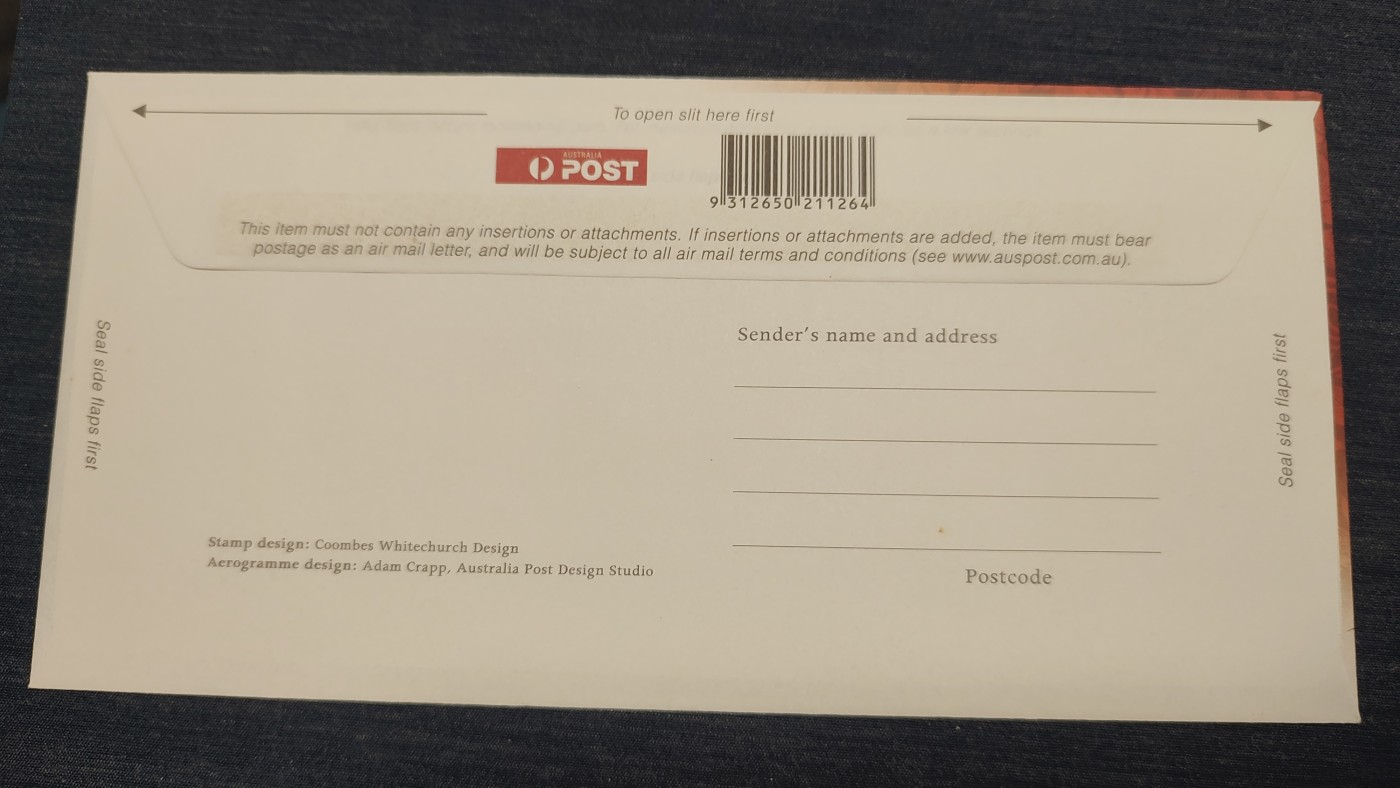 To open slit here first
AUSTRALIA
POST
9 312650 211264
This item must not contain any insertions or attachments. If insertions or attachments are added, the item must bear
postage as an air mail letter, and will be subject to all air mail terms and conditions (see www.auspost.com.au).
Seal side flaps first
Sender's name and address
Seal side flaps first
Stamp design: Coombes Whitechurch Design
Aerogramme design: Adam Crapp, Australia Post Design Studio
Postcode